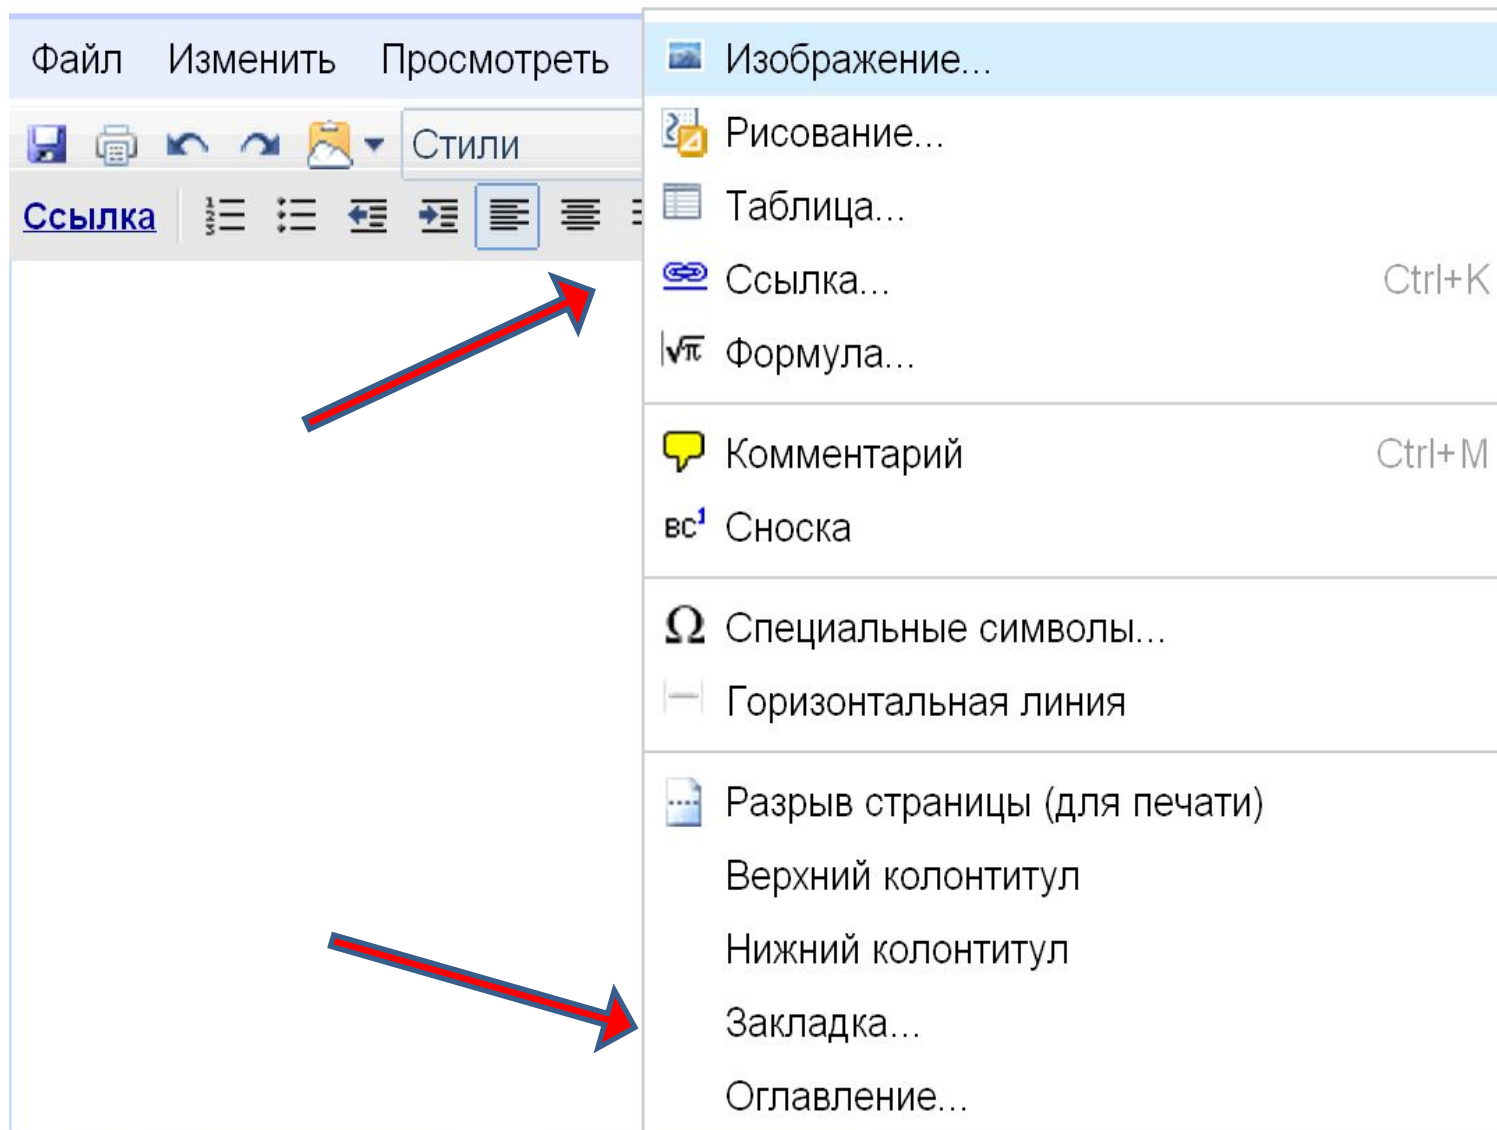 Файл Изменить Просмотреть
Стили
Ссылка
Изображение...
Рисование...
Таблица...
Ссылка... Ctrl+K
√π Формула...
Комментарий Ctrl+M
вс¹ Сноска
Ω Специальные символы...
Горизонтальная линия
Разрыв страницы (для печати)
Верхний колонтитул
Нижний колонтитул
Закладка...
Оглавление...